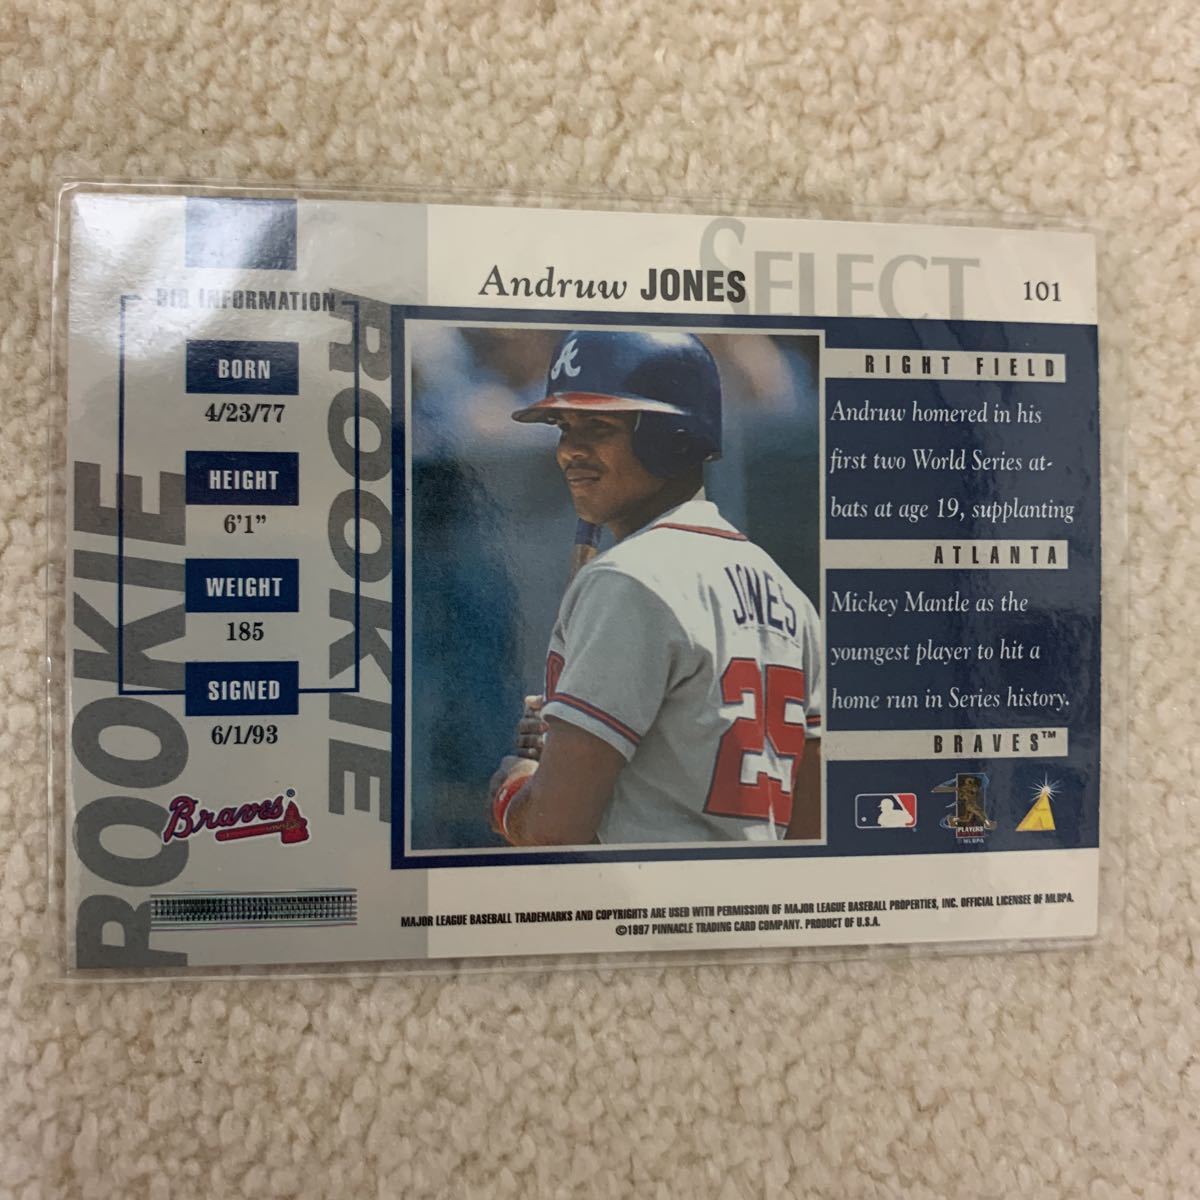 SELECT
Andruw JONES
101
BIO INFORMATION
BORN
4/23/77
HEIGHT
6'1”
WEIGHT
185
SIGNED
6/1/93
ROOKIE
ROOKIE
Braves®
A
JONES
25
RIGHT FIELD
Andruw homered in his
first two World Series at-
bats at age 19, supplanting
ATLANTA
Mickey Mantle as the
youngest player to hit a
home run in Series history.
BRAVES™
PLAYERS
MLBPA
MAJOR LEAGUE BASEBALL TRADEMARKS AND COPYRIGHTS ARE USED WITH PERMISSION OF MAJOR LEAGUE BASEBALL PROPERTIES, INC. OFFICIAL LICENSEE OF MLBPA.
©1997 PINNACLE TRADING CARD COMPANY. PRODUCT OF U.S.A.